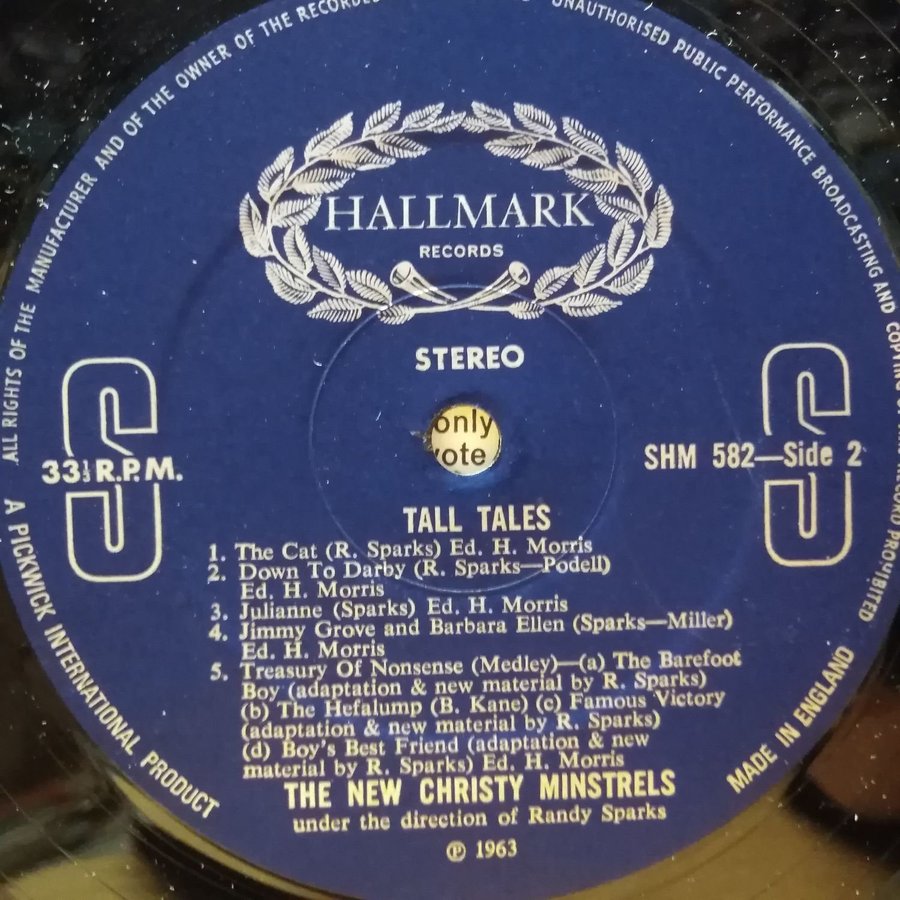 ALL RIGHTS OF THE MANUFACTURER AND OF THE OWNER OF THE RECORDED
UNAUTHORISED PUBLIC PERFORMANCE BROADCASTING AND COPYING
RECORD PROHIBITED
HALLMARK
RECORDS
STEREO
only
vote
33⅓ R.P.M.
SHM 582—Side 2
TALL TALES
1. The Cat (R. Sparks) Ed. H. Morris
2. Down To Darby (R. Sparks—Podell)
Ed. H. Morris
3. Julianne (Sparks) Ed. H. Morris
4. Jimmy Grove and Barbara Ellen (Sparks—Miller)
Ed. H. Morris
5. Treasury Of Nonsense (Medley)—(a) The Barefoot
Boy (adaptation & new material by R. Sparks)
(b) The Hefalump (B. Kane) (c) Famous Victory
(adaptation & new material by R. Sparks)
(d) Boy's Best Friend (adaptation & new
material by R. Sparks) Ed. H. Morris
THE NEW CHRISTY MINSTRELS
under the direction of Randy Sparks
℗ 1963
A PICKWICK INTERNATIONAL PRODUCT
MADE IN ENGLAND